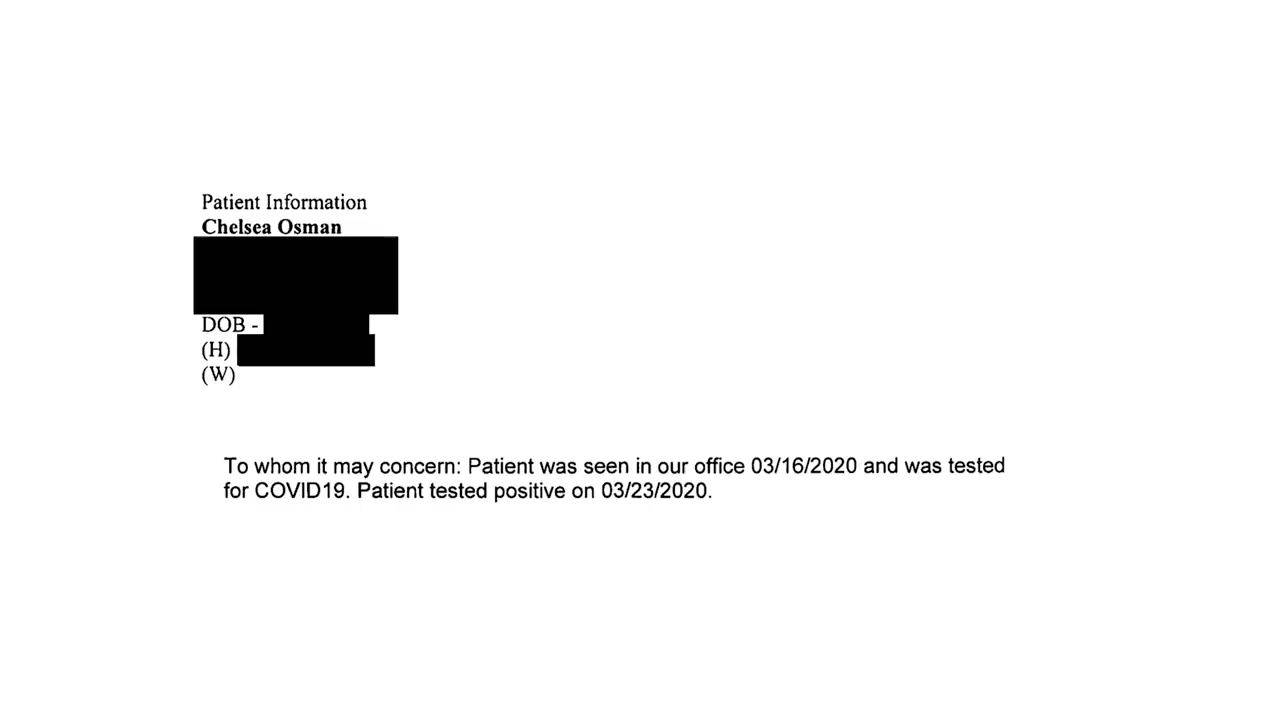 Patient Information
Chelsea Osman
DOB -
(H)
(W)
To whom it may concern: Patient was seen in our office 03/16/2020 and was tested
for COVID19. Patient tested positive on 03/23/2020.